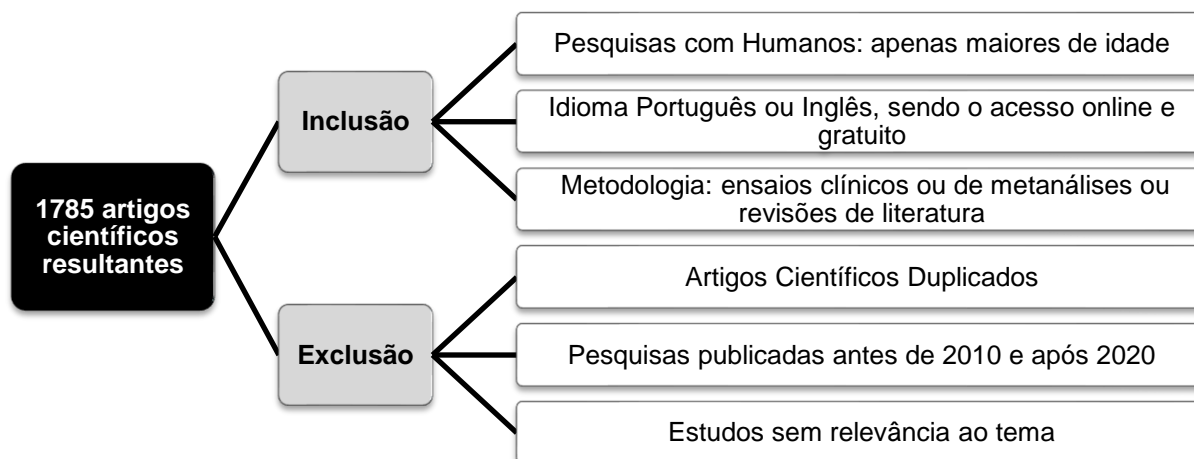 1785 artigos
científicos
resultantes
Inclusão
Pesquisas com Humanos: apenas maiores de idade
Idioma Português ou Inglês, sendo o acesso online e
gratuito
Metodologia: ensaios clínicos ou de metanálises ou
revisões de literatura
Exclusão
Artigos Científicos Duplicados
Pesquisas publicadas antes de 2010 e após 2020
Estudos sem relevância ao tema